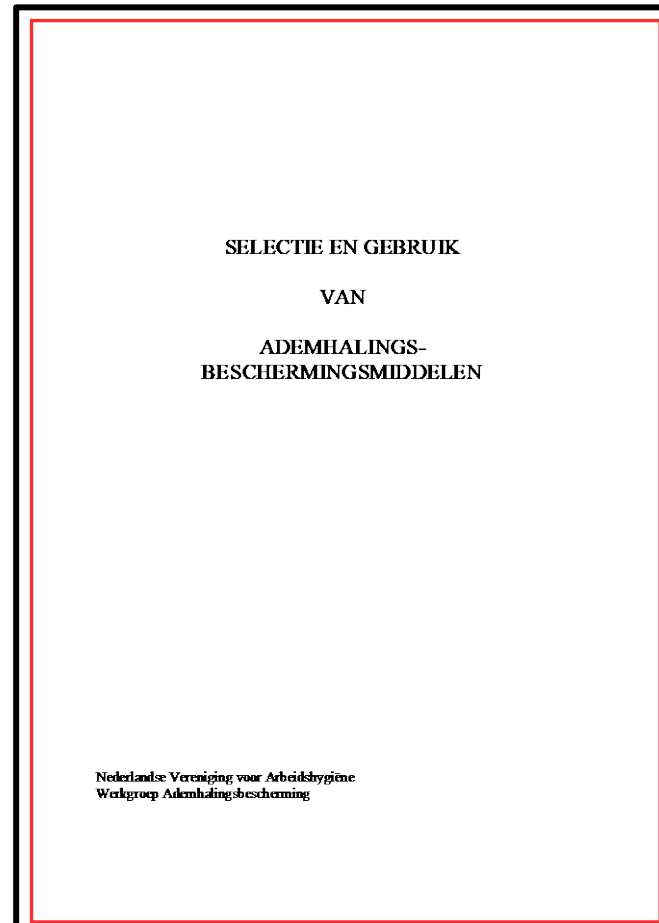 SELECTIE EN GEBRUIK
VAN
ADEMHALINGS-
BESCHERMINGSMIDDELEN
Nederlandse Vereniging voor Arbeidshygiëne
Werkgroep Ademhalingsbescherming